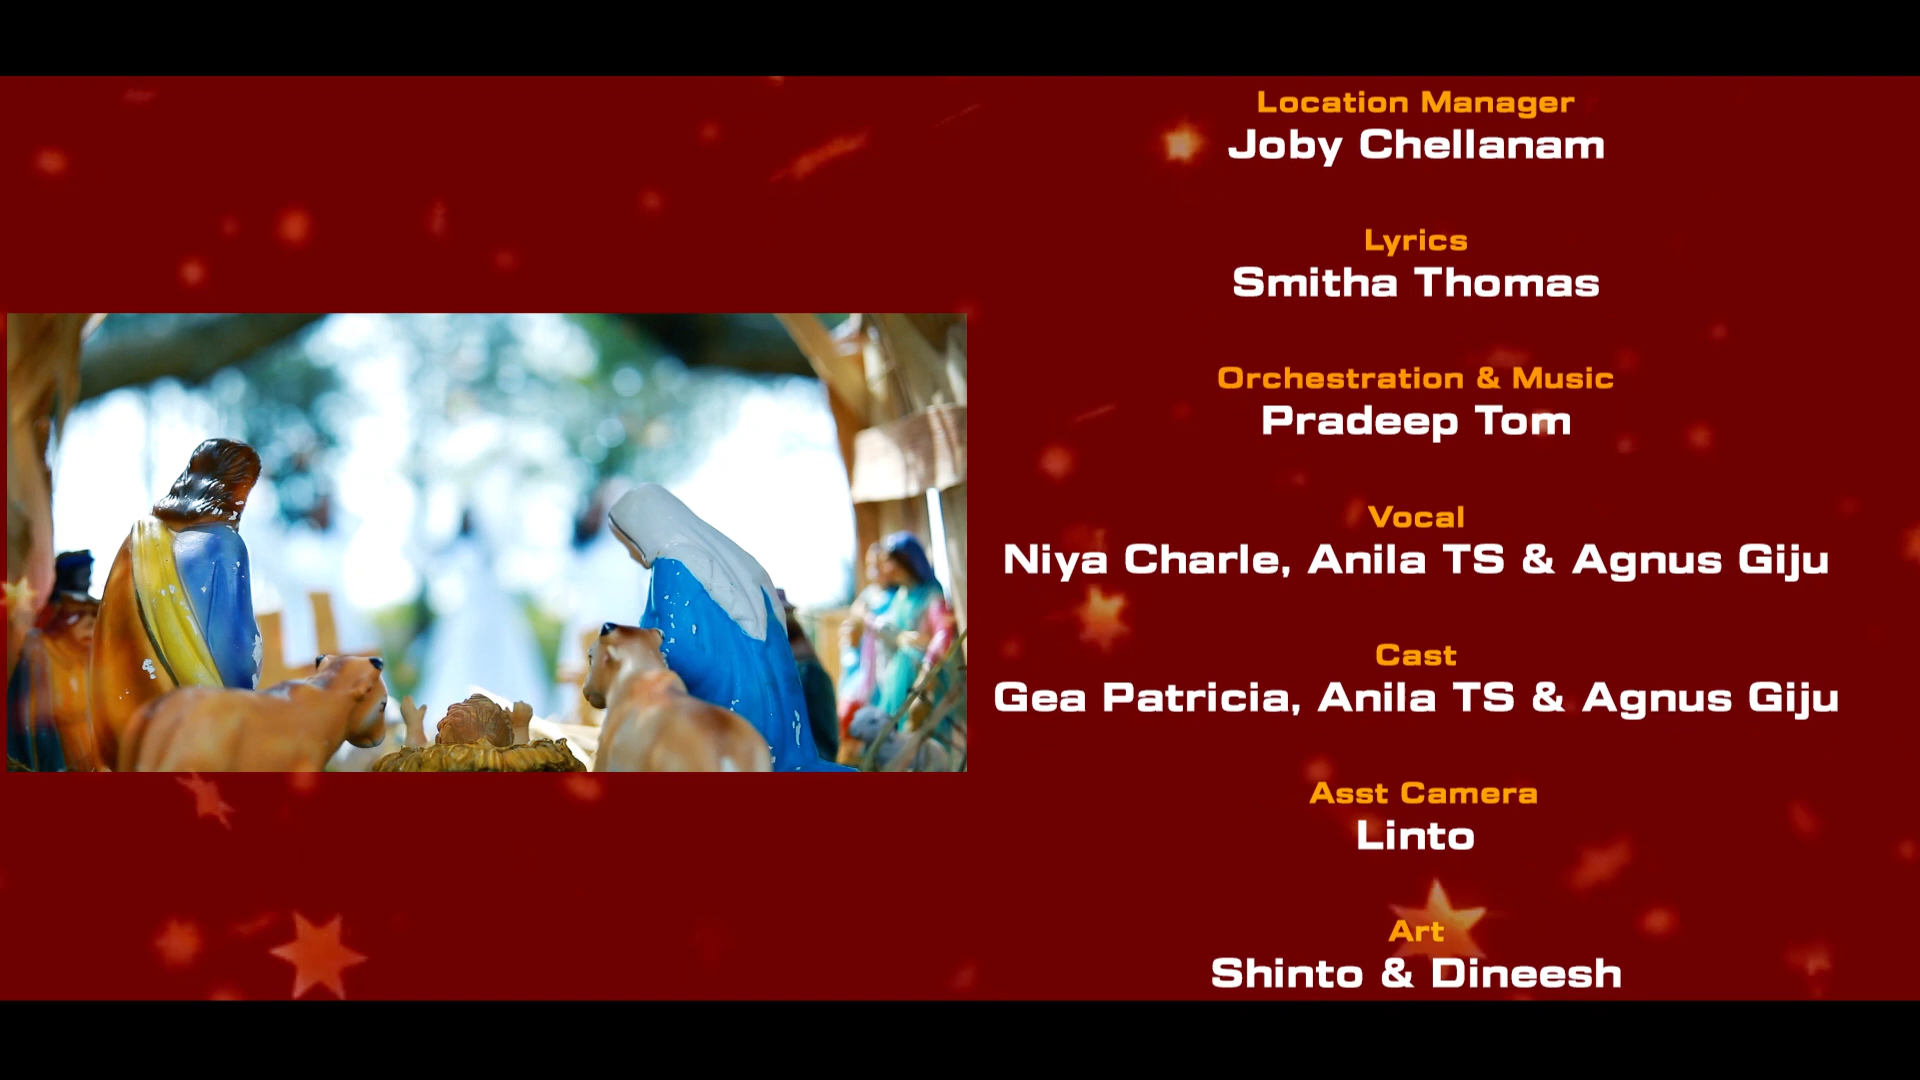 Location Manager
Joby Chellanam
Lyrics
Smitha Thomas
Orchestration & Music
Pradeep Tom
Vocal
Niya Charle, Anila TS & Agnus Giju
Cast
Gea Patricia, Anila TS & Agnus Giju
Asst Camera
Linto
Art
Shinto & Dineesh